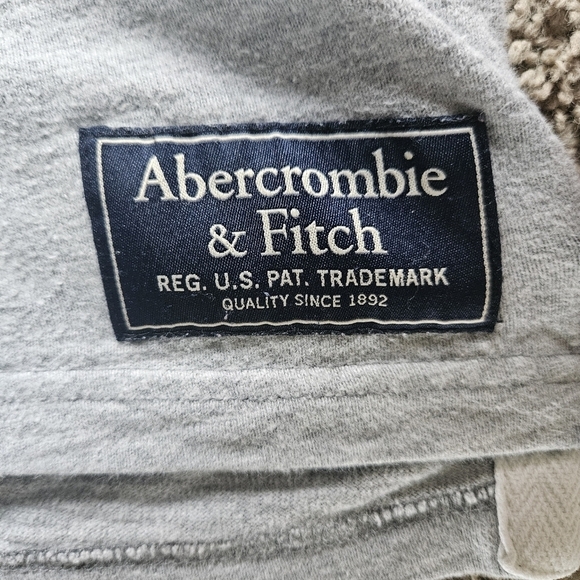 Abercrombie
& Fitch
REG. U.S. PAT. TRADEMARK
QUALITY SINCE 1892